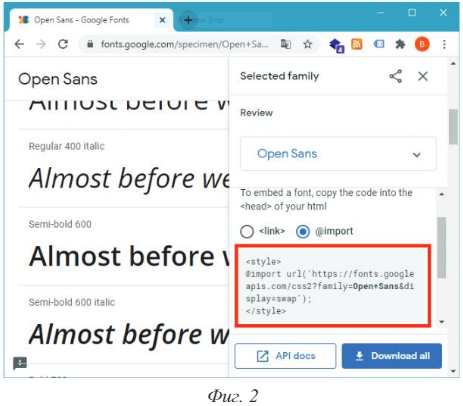 Open Sans - Google Fonts
fonts.google.com/specimen/Open+Sa...
Open Sans
Selected family
Almost before w
Review
Regular 400 italic
Open Sans
Almost before we
To embed a font, copy the code into the
<head> of your html
Semi-bold 600
<link>
@import
Almost before w
<style>
@import url('https://fonts.google
apis.com/css2?family=Open+Sans&di
splay=swap');
</style>
Semi-bold 600 italic
Almost before w
API docs
Download all
Фиг. 2